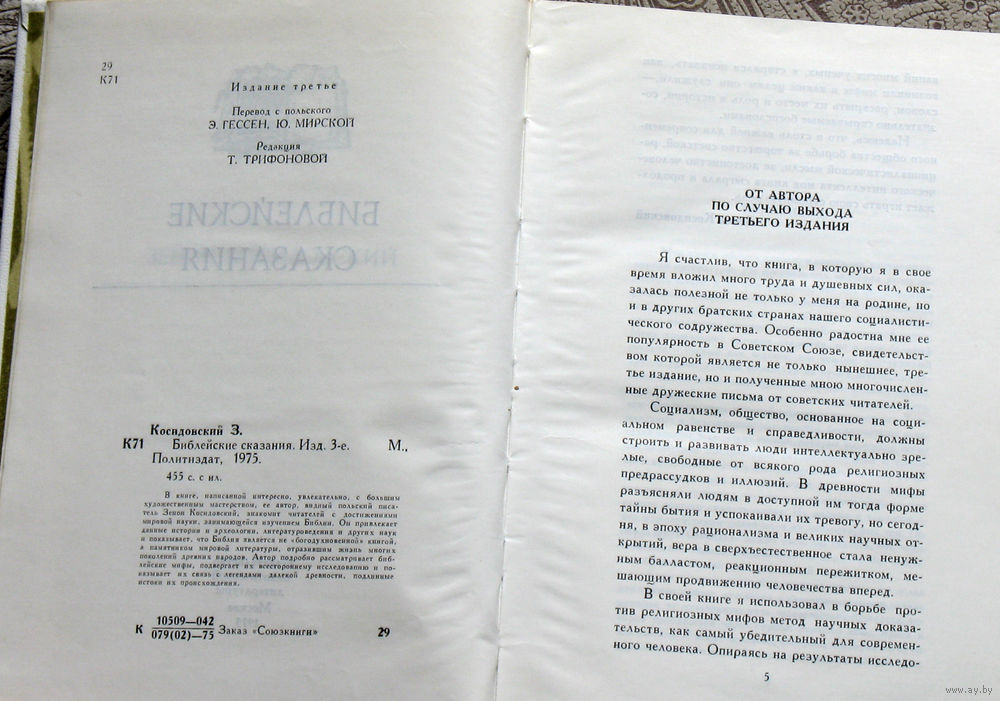 29
К71
Издание третье
Перевод с польского
Э. ГЕССЕН, Ю. МИРСКОЙ
Редакция
Т. ТРИФОНОВОЙ
БИБЛЕЙСКИЕ
СКАЗАНИЯ
Косидовский З.
К71 Библейские сказания. Изд. 3-е. М.,
Политиздат, 1975.
455 с. с ил.
В книге, написанной интересно, увлекательно, с большим
художественным мастерством, ее автор, видный польский писа-
тель Зенон Косидовский, знакомит читателей с достижениями
мировой науки, занимающейся изучением Библии. Он привлекает
данные истории и археологии, литературоведения и других наук
и показывает, что Библия является не «богодухновенной» книгой,
а памятником мировой литературы, отразившим жизнь многих
поколений древних народов. Автор подробно рассматривает биб-
лейские мифы, подвергает их всестороннему исследованию и по-
казывает их связь с легендами далекой древности, подлинные
истоки их происхождения.
К 10509—042
079(02)—75 Заказ «Союзкниги» 29
ОТ АВТОРА
ПО СЛУЧАЮ ВЫХОДА
ТРЕТЬЕГО ИЗДАНИЯ
Я счастлив, что книга, в которую я в свое
время вложил много труда и душевных сил, ока-
залась полезной не только у меня на родине, но
и в других братских странах нашего социалисти-
ческого содружества. Особенно радостна мне ее
популярность в Советском Союзе, свидетельст-
вом которой является не только нынешнее, тре-
тье издание, но и полученные мною многочислен-
ные дружеские письма от советских читателей.
Социализм, общество, основанное на соци-
альном равенстве и справедливости, должны
строить и развивать люди интеллектуально зре-
лые, свободные от всякого рода религиозных
предрассудков и иллюзий. В древности мифы
разъясняли людям в доступной им тогда форме
тайны бытия и успокаивали их тревогу, но сегод-
ня, в эпоху рационализма и великих научных от-
крытий, вера в сверхъестественное стала ненуж-
ным балластом, реакционным пережитком, ме-
шающим продвижению человечества вперед.
В своей книге я использовал в борьбе про-
тив религиозных мифов метод научных доказа-
тельств, как самый убедительный для современ-
ного человека. Опираясь на результаты исследо-
5
www.ay.by